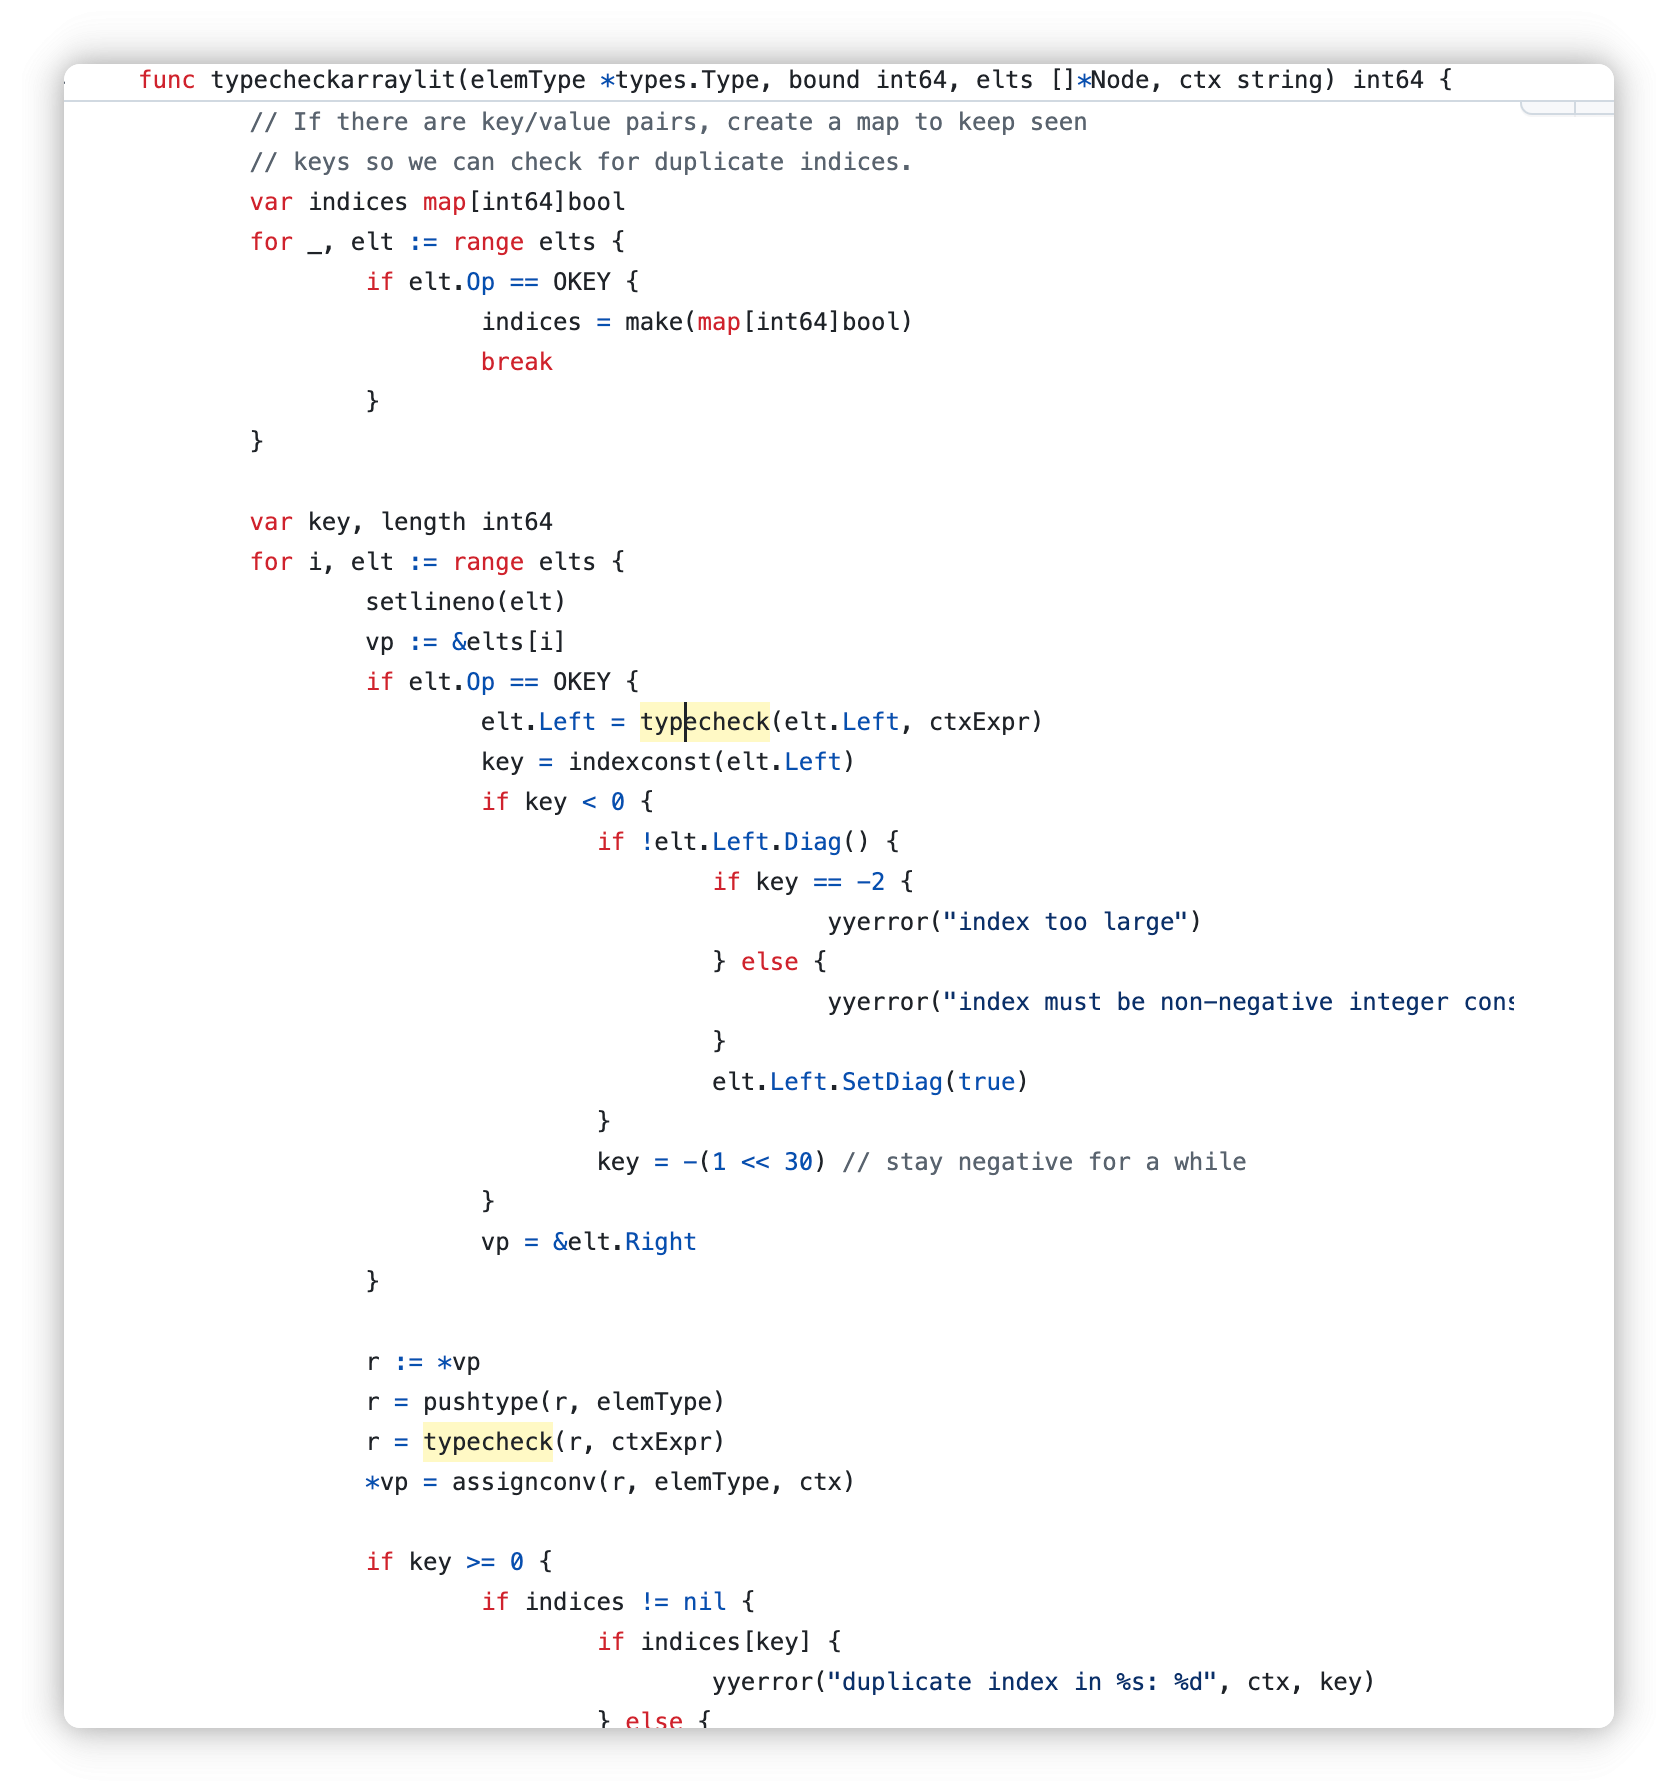 func typecheckarraylit(elemType *types.Type, bound int64, elts []*Node, ctx string) int64 {
// If there are key/value pairs, create a map to keep seen
// keys so we can check for duplicate indices.
var indices map[int64]bool
for _, elt := range elts {
if elt.Op == OKEY {
indices = make(map[int64]bool)
break
}
}
var key, length int64
for i, elt := range elts {
setlineno(elt)
vp := &elts[i]
if elt.Op == OKEY {
elt.Left = typecheck(elt.Left, ctxExpr)
key = indexconst(elt.Left)
if key < 0 {
if !elt.Left.Diag() {
if key == -2 {
yyerror("index too large")
} else {
yyerror("index must be non-negative integer cons
}
elt.Left.SetDiag(true)
}
key = -(1 << 30) // stay negative for a while
}
vp = &elt.Right
}
r := *vp
r = pushtype(r, elemType)
r = typecheck(r, ctxExpr)
*vp = assignconv(r, elemType, ctx)
if key >= 0 {
if indices != nil {
if indices[key] {
yyerror("duplicate index in %s: %d", ctx, key)
} else {